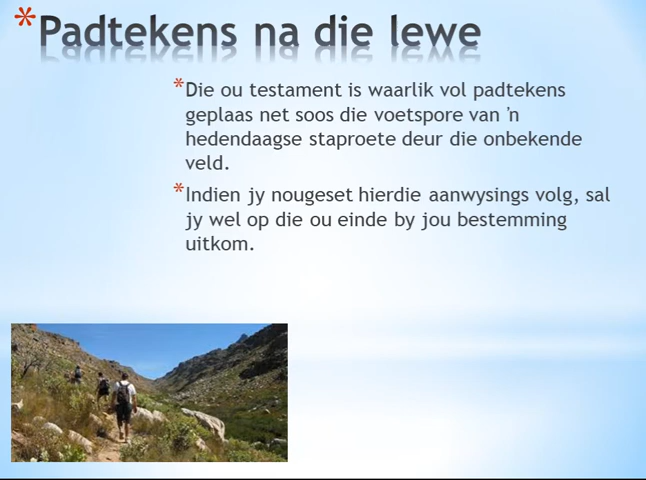 * Padtekens na die lewe
* Die ou testament is waarlik vol padtekens
geplaas net soos die voetspore van 'n
hedendaagse staproete deur die onbekende
veld.
* Indien jy nougeset hierdie aanwysings volg, sal
jy wel op die ou einde by jou bestemming
uitkom.